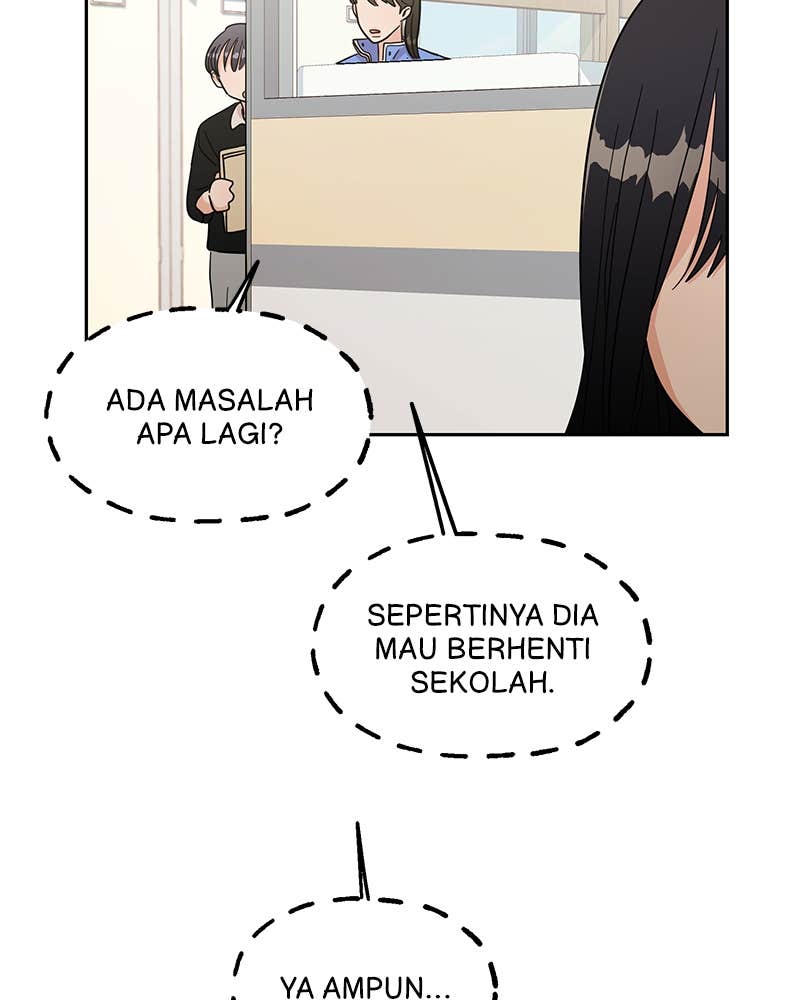 ADA MASALAH
APA LAGI?
SEPERTINYA DIA
MAU BERHENTI
SEKOLAH.
YA AMPUN...